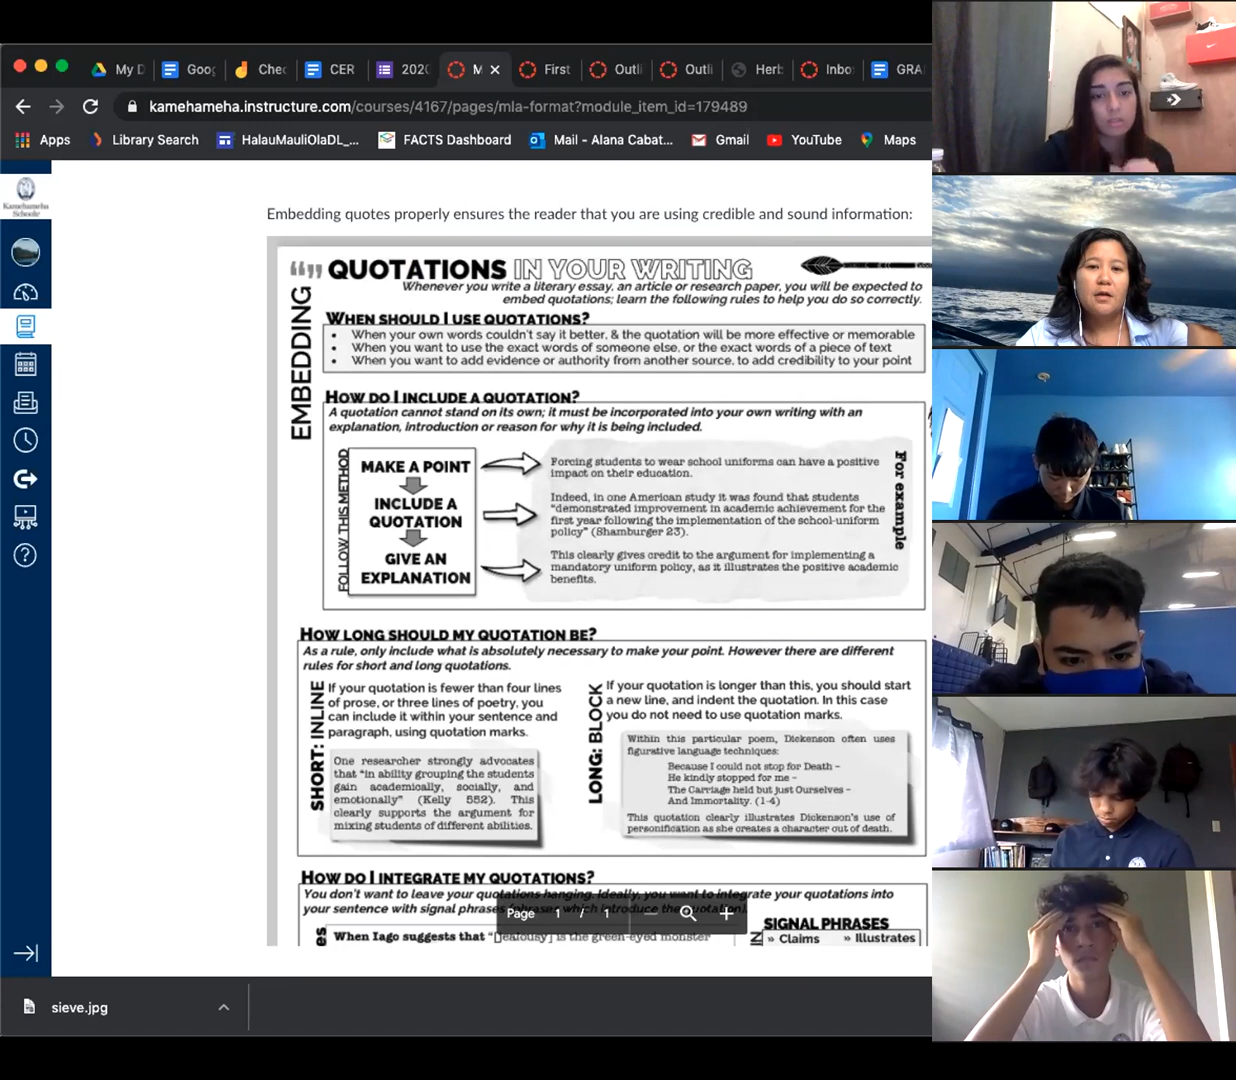 My D
Goog
Chec
CER
202(
M
First
Outli
Outli
Herb
Inbo
GRA
kamehameha.instructure.com/courses/4167/pages/mla-format?module_item_id=179489
Apps
Library Search
HalauMauliOlaDL_...
FACTS Dashboard
Mail - Alana Cabat...
Gmail
YouTube
Maps
Kamehameha
Schools
Embedding quotes properly ensures the reader that you are using credible and sound information:
EMBEDDING
QUOTATIONS IN YOUR WRITING
Whenever you write a literary essay, an article or research paper, you will be expected to
embed quotations; learn the following rules to help you do so correctly.
WHEN SHOULD I USE QUOTATIONS?
• When your own words couldn't say it better, & the quotation will be more effective or memorable
• When you want to use the exact words of someone else, or the exact words of a piece of text
• When you want to add evidence or authority from another source, to add credibility to your point
HOW DO I INCLUDE A QUOTATION?
A quotation cannot stand on its own; it must be incorporated into your own writing with an
explanation, introduction or reason for why it is being included.
FOLLOW THIS METHOD
MAKE A POINT
INCLUDE A
QUOTATION
GIVE AN
EXPLANATION
Forcing students to wear school uniforms can have a positive
impact on their education.
Indeed, in one American study it was found that students
"demonstrated improvement in academic achievement for the
first year following the implementation of the school-uniform
policy" (Shamburger 23).
This clearly gives credit to the argument for implementing a
mandatory uniform policy, as it illustrates the positive academic
benefits.
For example
HOW LONG SHOULD MY QUOTATION BE?
As a rule, only include what is absolutely necessary to make your point. However there are different
rules for short and long quotations.
SHORT: INLINE
If your quotation is fewer than four lines
of prose, or three lines of poetry, you
can include it within your sentence and
paragraph, using quotation marks.
One researcher strongly advocates
that "in ability grouping the students
gain academically, socially, and
emotionally" (Kelly 552). This
clearly supports the argument for
mixing students of different abilities.
LONG: BLOCK
If your quotation is longer than this, you should start
a new line, and indent the quotation. In this case
you do not need to use quotation marks.
Within this particular poem, Dickenson often uses
figurative language techniques:
Because I could not stop for Death –
He kindly stopped for me –
The Carriage held but just Ourselves –
And Immortality. (1-4)
This quotation clearly illustrates Dickenson's use of
personification as she creates a character out of death.
HOW DO I INTEGRATE MY QUOTATIONS?
You don't want to leave your quotations hanging. Ideally, you want to integrate your quotations into
your sentence with signal phrases (phrases which introduce the quotation).
Page 1 / 1
es
When Iago suggests that "[Jealousy] is the green-eyed monster
SIGNAL PHRASES
» Claims » Illustrates
sieve.jpg